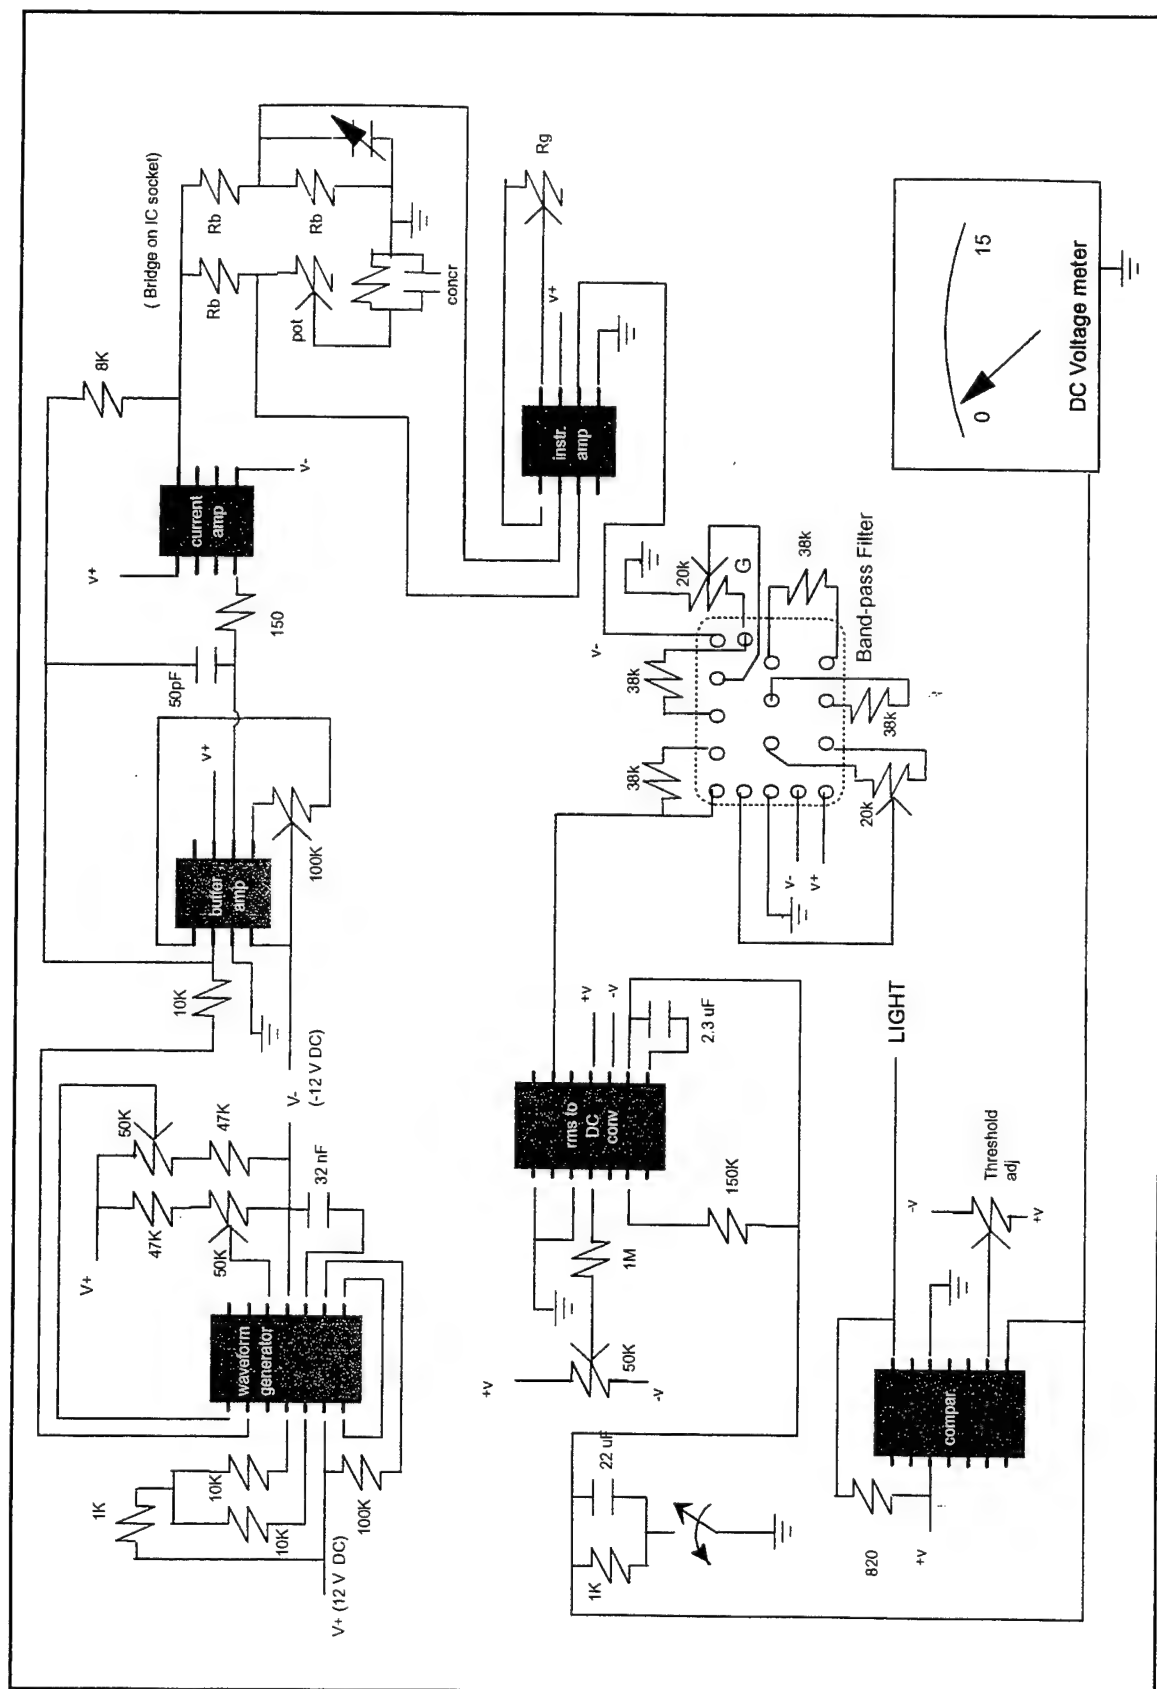 ( Bridge on IC socket)
8K
Rb
Rb
Rb
pot
concr
Rg
V+
current
amp
V-
150
50pF
V+
buffer
amp
100K
10K
V-
(-12 V DC)
50K
47K
47K
50K
32 nF
V+
waveform
generator
1K
10K
10K
100K
V+ (12 V DC)
V+
instr.
amp
V-
20k
G
38k
38k
38k
38k
20k
Band-pass Filter
V-
V+
rms to
DC
conv
+v
-v
2.3 uF
150K
1M
50K
+v
-v
22 uF
1K
0
15
DC Voltage meter
LIGHT
-v
+v
Threshold
adj
compar.
820
+v